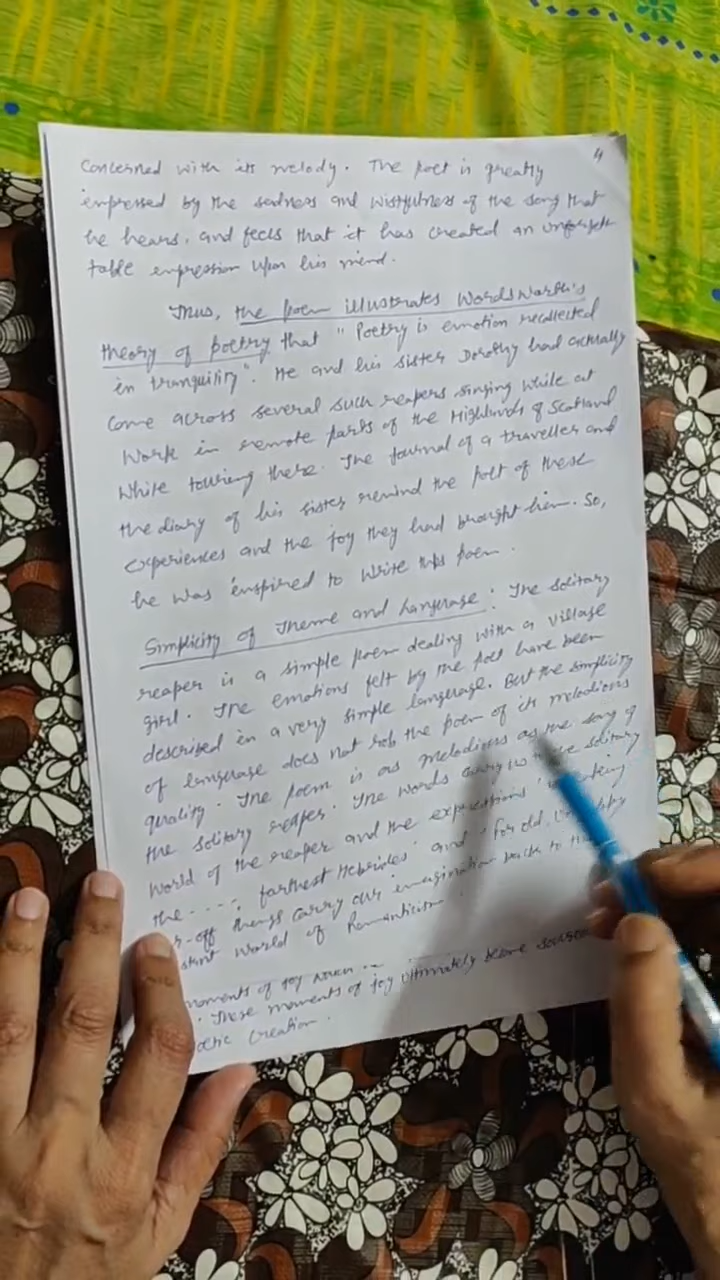 4
Concerned with its melody. The poet is greatly
empressed by the sadness and wistfulness of the song that
he hears, and feels that it has created an unforget-
table expression upon his mind.
Thus, the poem illustrates Wordsworth's
theory of poetry that "Poetry is emotion recollected
in tranquility". He and his sister Dorothy had actually
come across several such reapers singing while at
work in remote parts of the Highlands of Scotland
while touring there. The Journal of a traveller and
the diary of his sister remind the poet of these
experiences and the joy they had brought him. So,
he was inspired to write this poem.
Simplicity of Theme and Language: The Solitary
reaper is a simple poem dealing with a village
girl. The emotions felt by the poet have been
described in a very simple language. But the simplicity
of language does not rob the poem of its melodious
quality. The poem is as melodious as the song of
the solitary reaper. The words carry us to the solitary
world of the reaper and the expressions
the .... farthest Hebrides' and 'for old,
-off things carry our imagination back to the
world of Romanticism.
moments of joy when
. These moments of joy ultimately become
creation.